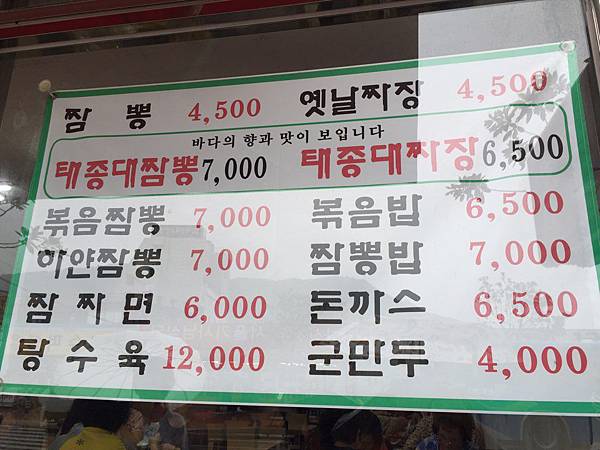 짬 뽕 4,500 옛날짜장 4,500
바다의 향과 맛이 보입니다
태종대짬뽕 7,000 태종대짜장 6,500
볶음짬뽕 7,000 볶음밥 6,500
하얀짬뽕 7,000 짬뽕밥 7,000
짬 짜 면 6,000 돈까스 6,500
탕 수 육 12,000 군만두 4,000